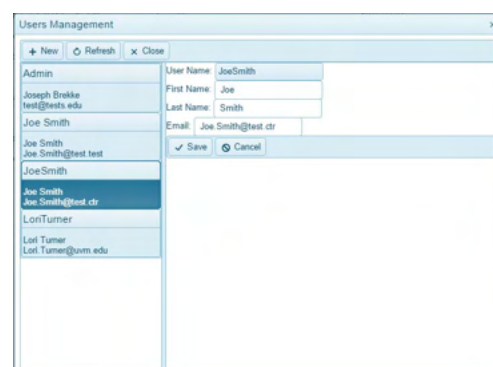 Users Management
New Refresh Close
Admin
Joseph Brekke
test@tests.edu
Joe Smith
Joe Smith
Joe.Smith@test.test
JoeSmith
Joe Smith
Joe.Smith@test.ctr
LoriTurner
Lori Turner
Lori.Turner@uvm.edu
User Name: JoeSmith
First Name: Joe
Last Name: Smith
Email: Joe.Smith@test.ctr
Save Cancel